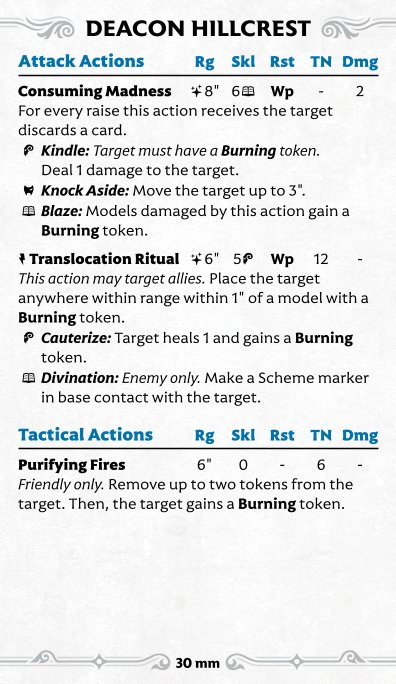 DEACON HILLCREST
Attack Actions Rg Skl Rst TN Dmg
Consuming Madness 8" 6 Wp - 2
For every raise this action receives the target
discards a card.
Kindle: Target must have a Burning token.
Deal 1 damage to the target.
Knock Aside: Move the target up to 3".
Blaze: Models damaged by this action gain a
Burning token.
Translocation Ritual 6" 5 Wp 12 -
This action may target allies. Place the target
anywhere within range within 1" of a model with a
Burning token.
Cauterize: Target heals 1 and gains a Burning
token.
Divination: Enemy only. Make a Scheme marker
in base contact with the target.
Tactical Actions Rg Skl Rst TN Dmg
Purifying Fires 6" 0 - 6 -
Friendly only. Remove up to two tokens from the
target. Then, the target gains a Burning token.
30 mm